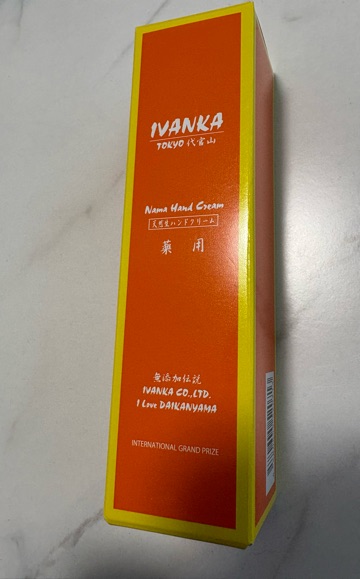 IVANKA
TOKYO 代官山
Nama Hand Cream
天然生ハンドクリーム
薬用
無添加伝説
IVANKA CO.,LTD.
I Love DAIKANYAMA
INTERNATIONAL GRAND PRIZE